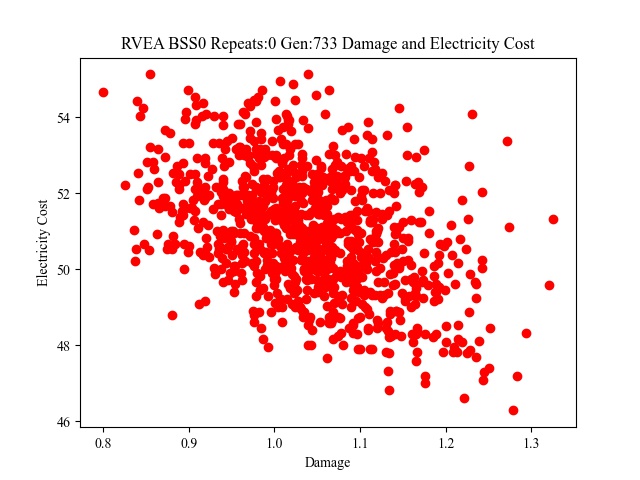 RVEA BSS0 Repeats:0 Gen:733 Damage and Electricity Cost
54
52
50
48
46
Electricity Cost
0.8 0.9 1.0 1.1 1.2 1.3
Damage